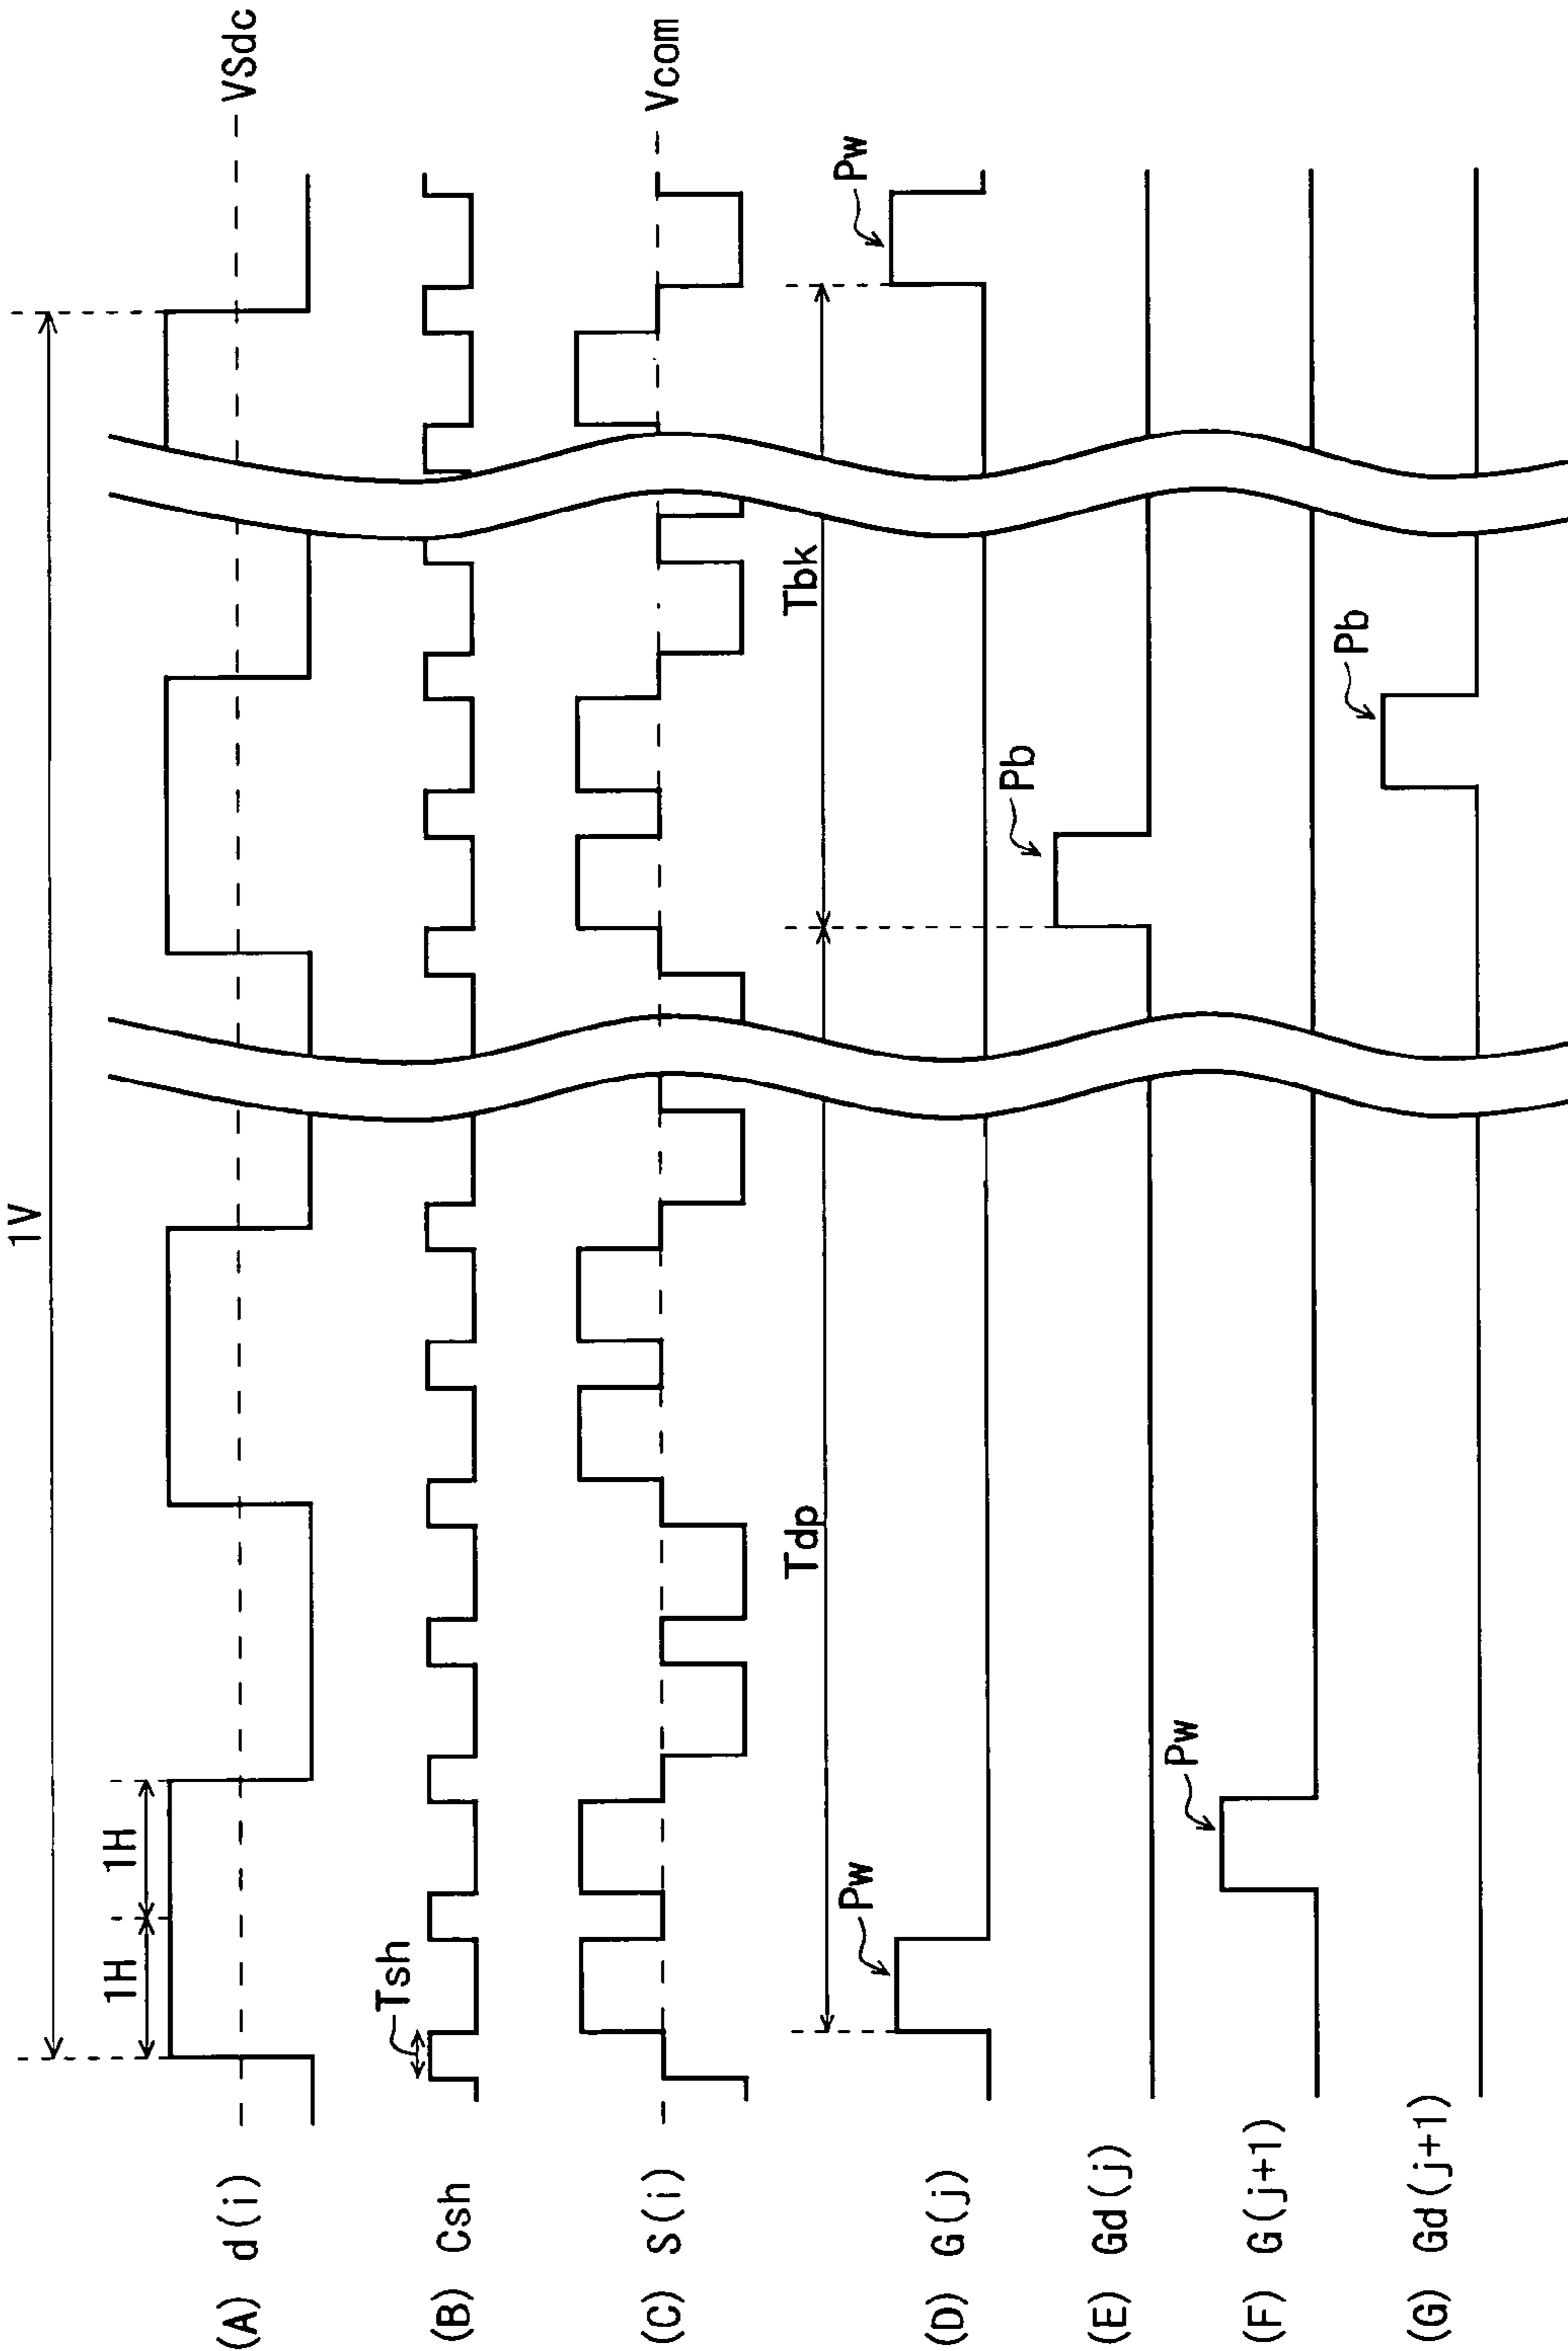 1V
1H 1H
(A) d(i)
VSdc
Tsh
(B) Csh
(C) S(i)
Vcom
Tdp
Tbk
Pw
Pw
(D) G(j)
Pb
(E) Gd(j)
Pw
(F) G(j+1)
Pb
(G) Gd(j+1)